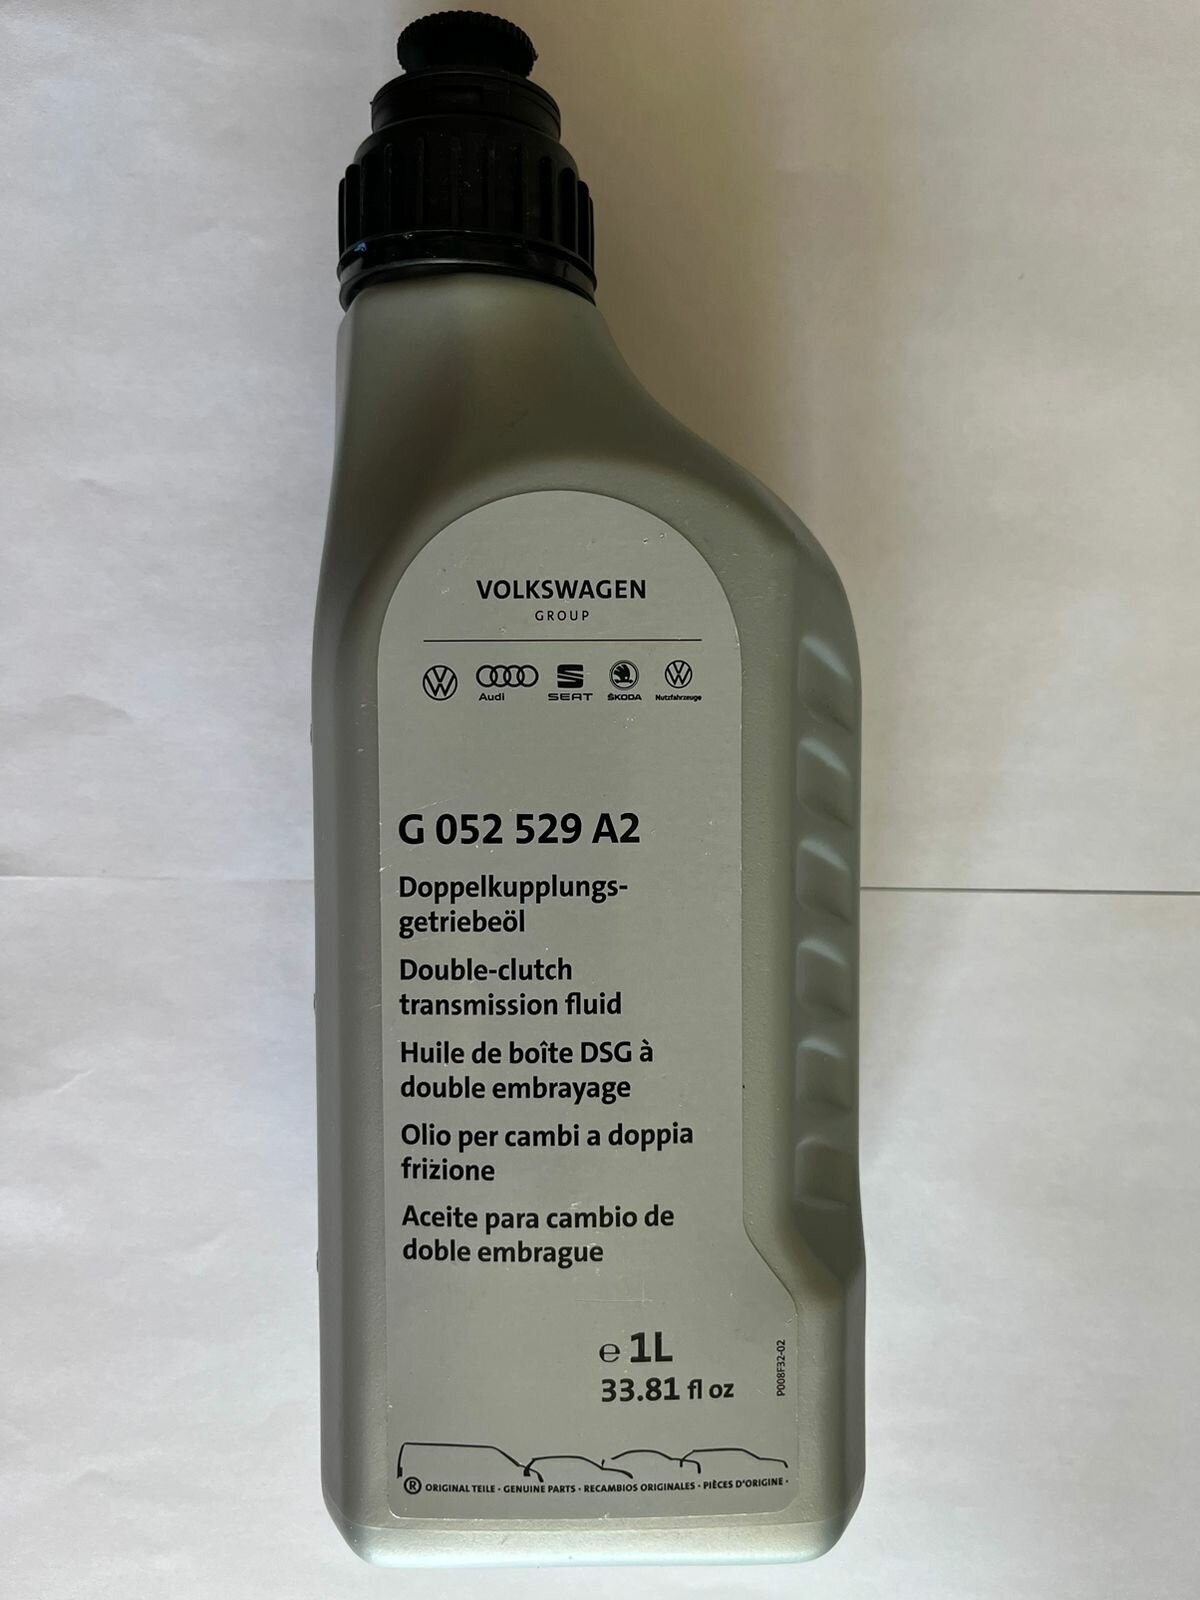 VOLKSWAGEN
GROUP
Audi
SEAT
ŠKODA
Nutzfahrzeuge
G 052 529 A2
Doppelkupplungs-
getriebeöl
Double-clutch
transmission fluid
Huile de boîte DSG à
double embrayage
Olio per cambi a doppia
frizione
Aceite para cambio de
doble embrague
℮ 1L
33.81 fl oz
P008F32-02
® ORIGINAL TEILE · GENUINE PARTS · RECAMBIOS ORIGINALES · PIÈCES D'ORIGINE ·